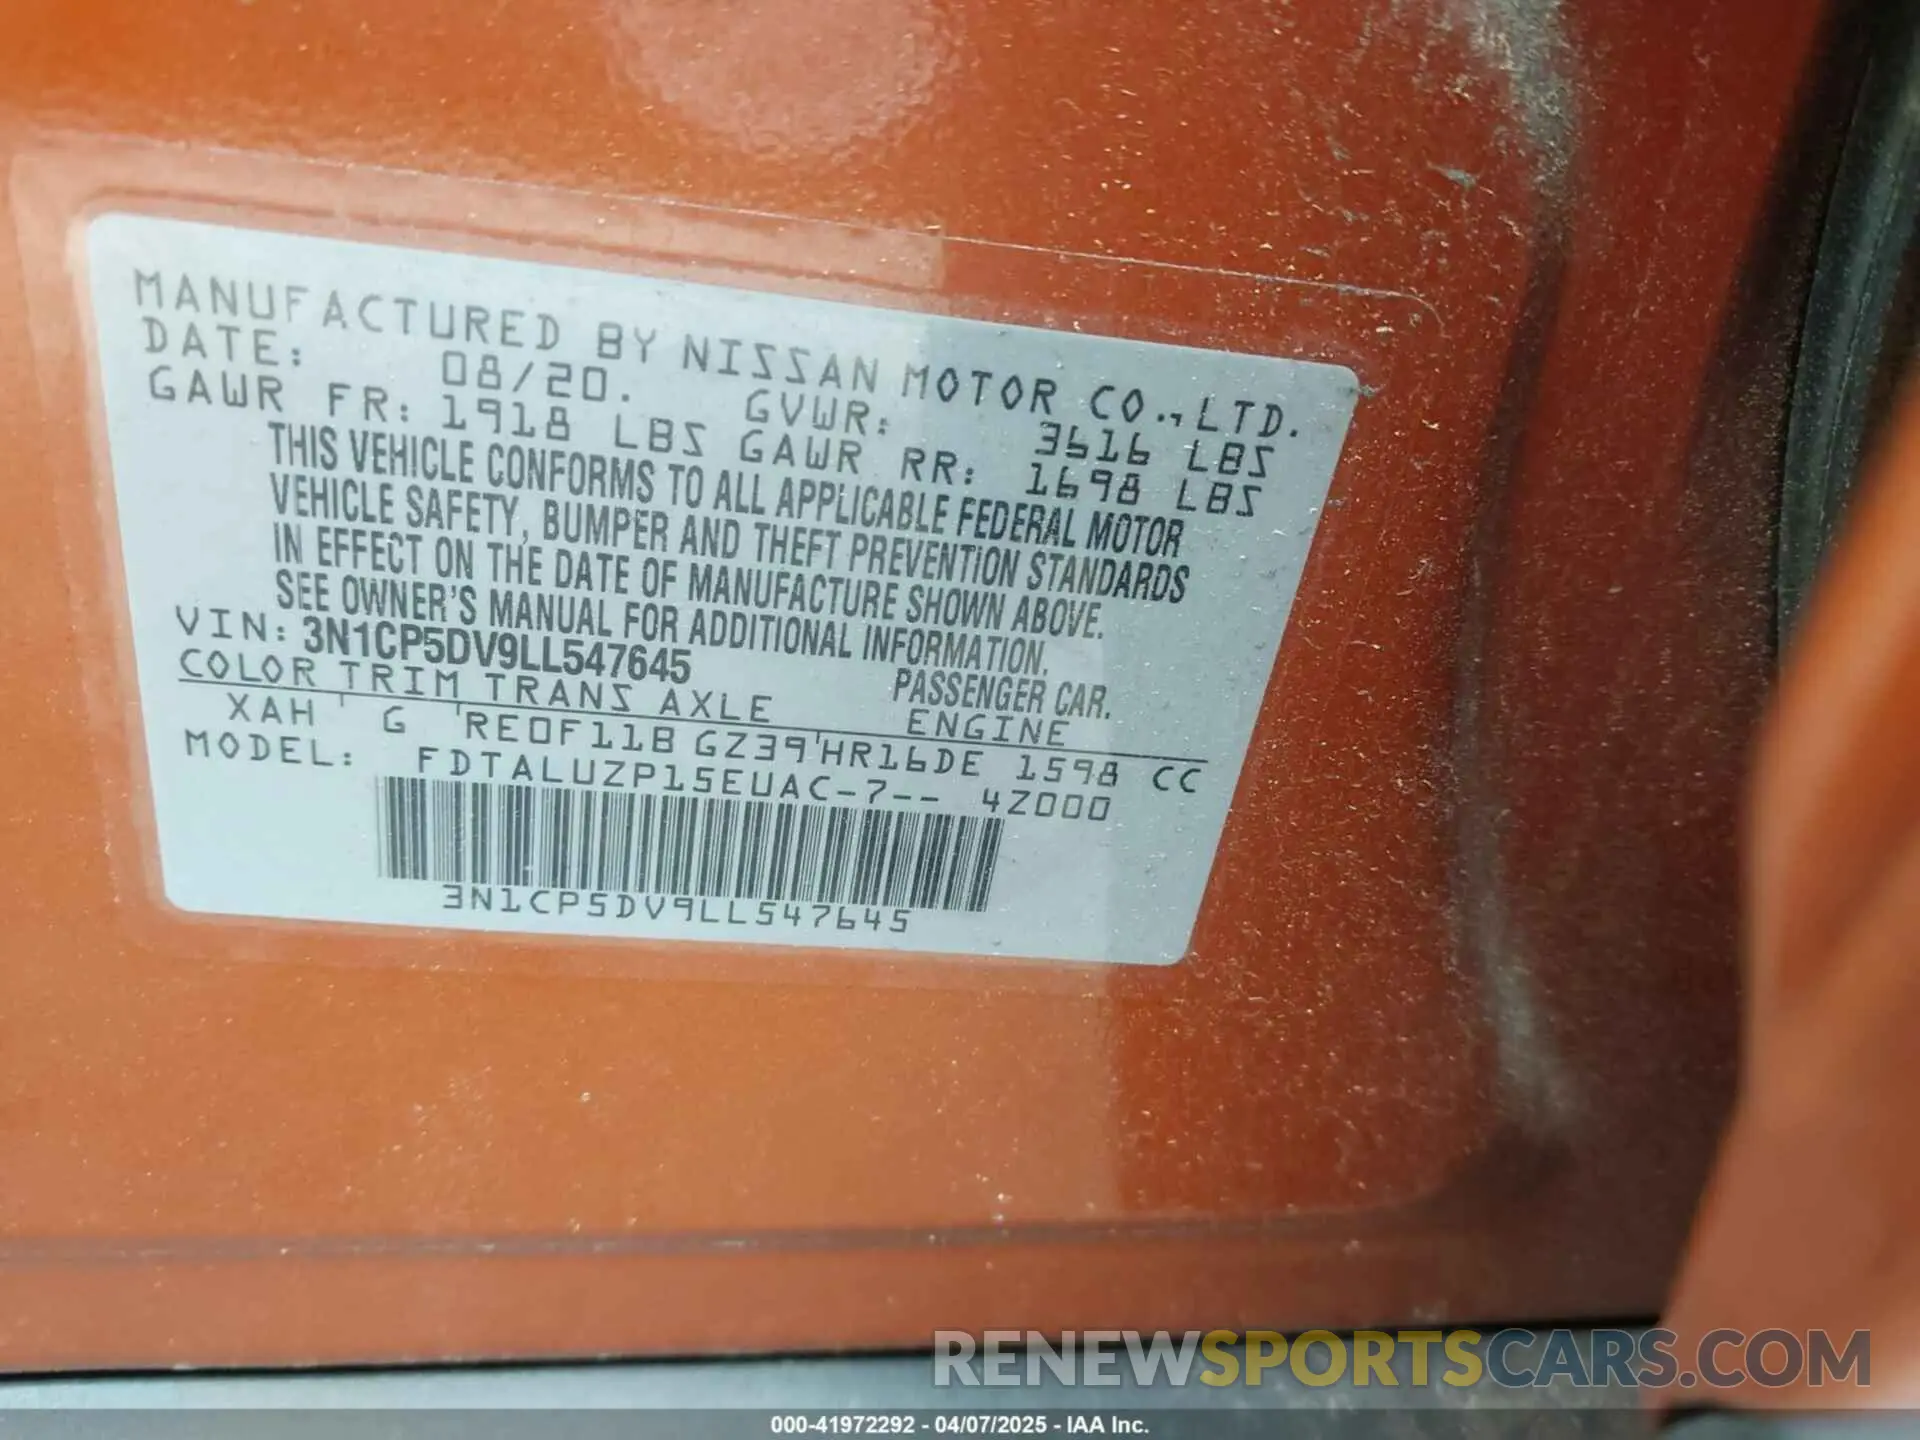 MANUFACTURED BY NISSAN MOTOR CO.,LTD.
DATE: 08/20. GVWR: 3616 LBS
GAWR FR: 1918 LBS GAWR RR: 1698 LBS
THIS VEHICLE CONFORMS TO ALL APPLICABLE FEDERAL MOTOR
VEHICLE SAFETY, BUMPER AND THEFT PREVENTION STANDARDS
IN EFFECT ON THE DATE OF MANUFACTURE SHOWN ABOVE.
SEE OWNER'S MANUAL FOR ADDITIONAL INFORMATION.
VIN: 3N1CP5DV9LL547645 PASSENGER CAR.
COLOR TRIM TRANS AXLE ENGINE
XAH G RE0F11B GZ39 HR16DE 1598 CC
MODEL: FDTALUZP15EUAC-7-- 4Z000
3N1CP5DV9LL547645
RENEWSPORTSCARS.COM
000-41972292 - 04/07/2025 - IAA Inc.